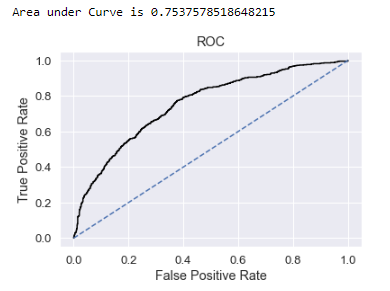 Area under Curve is 0.7537578518648215
ROC
True Positive Rate
1.0
0.8
0.6
0.4
0.2
0.0
0.0 0.2 0.4 0.6 0.8 1.0
False Positive Rate